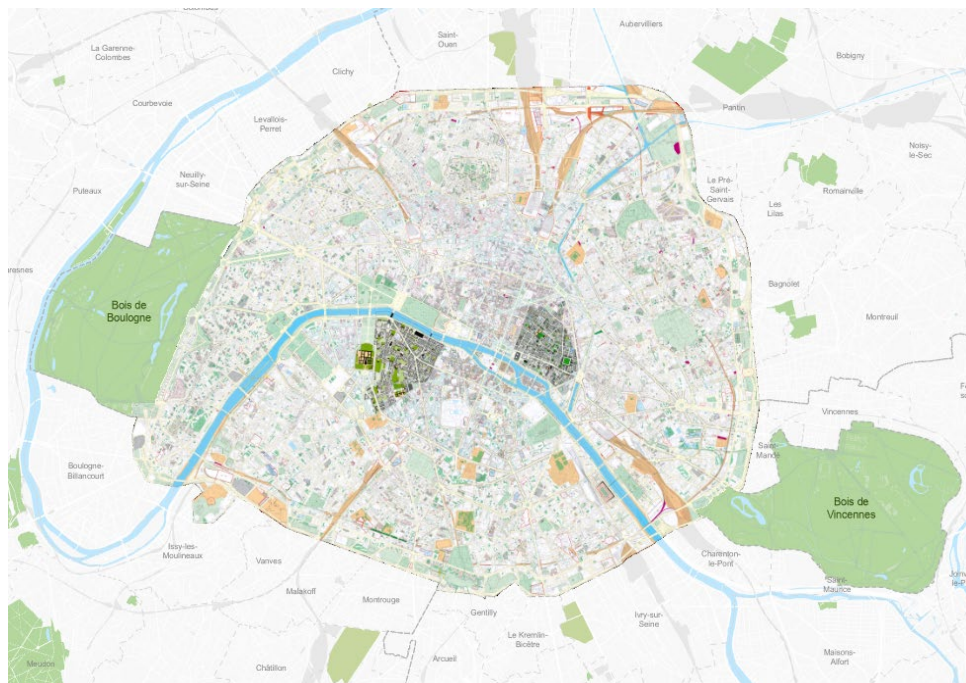 Aubervilliers
Saint-
Ouen
La Garenne-
Colombes
Bobigny
Clichy
Courbevoie
Pantin
Levallois-
Perret
Noisy-
le-Sec
Neuilly-
sur-Seine
Le Pré-
Saint-
Gervais
Puteaux
Romainville
Les
Lilas
Bagnolet
Bois de
Boulogne
Montreuil
Vincennes
Saint-
Mandé
Boulogne-
Billancourt
Bois de
Vincennes
Issy-les-
Moulineaux
Vanves
Charenton-
le-Pont
Saint-
Maurice
Malakoff
Montrouge
Gentilly
Ivry-sur-
Seine
Le Kremlin-
Bicêtre
Arcueil
Maisons-
Alfort
Meudon
Châtillon